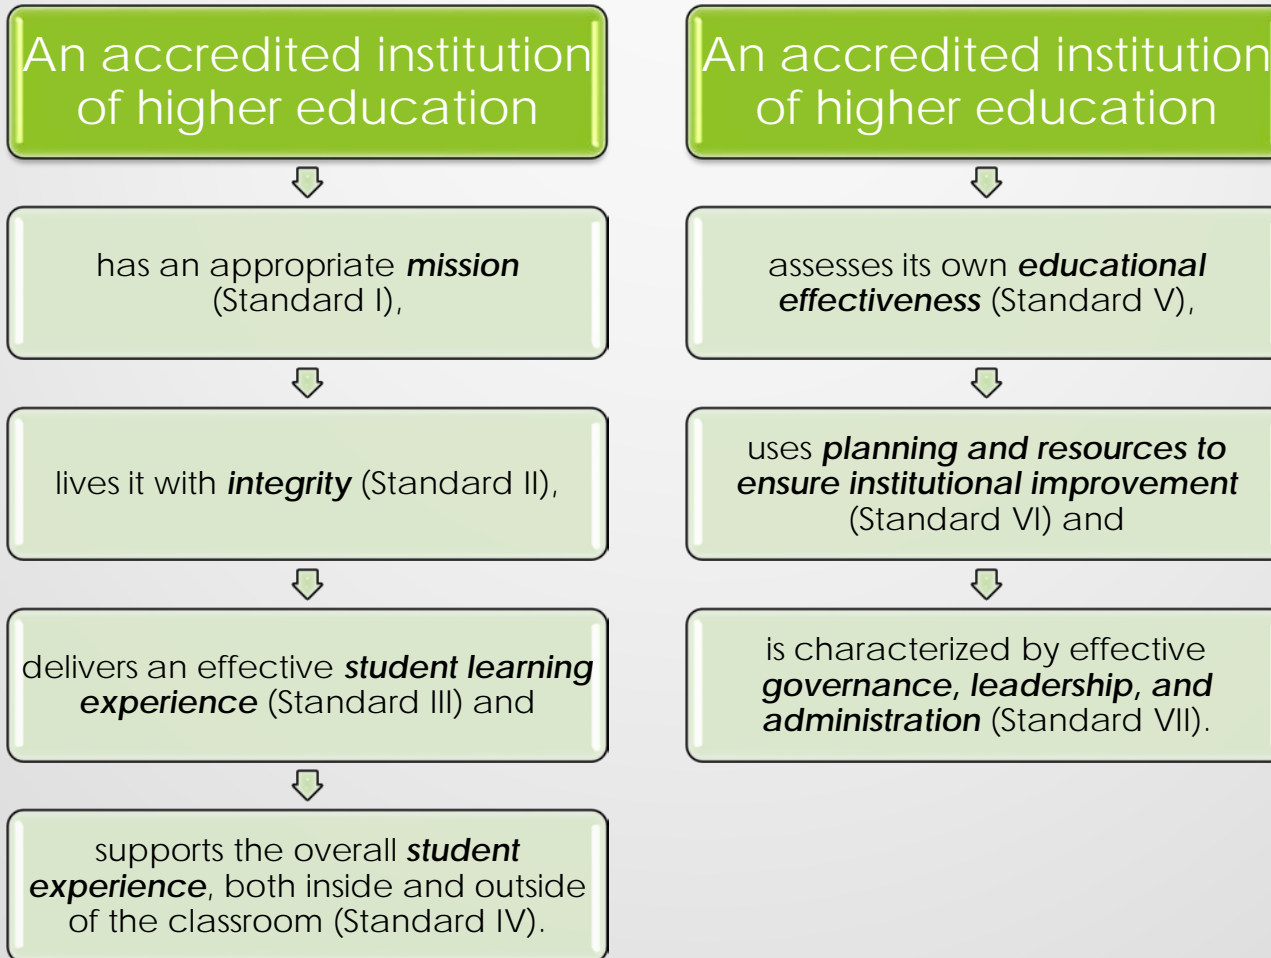 An accredited institution
of higher education
has an appropriate mission
(Standard I),
lives it with integrity (Standard II),
delivers an effective student learning
experience (Standard III) and
supports the overall student
experience, both inside and outside
of the classroom (Standard IV).
An accredited institution
of higher education
assesses its own educational
effectiveness (Standard V),
uses planning and resources to
ensure institutional improvement
(Standard VI) and
is characterized by effective
governance, leadership, and
administration (Standard VII).